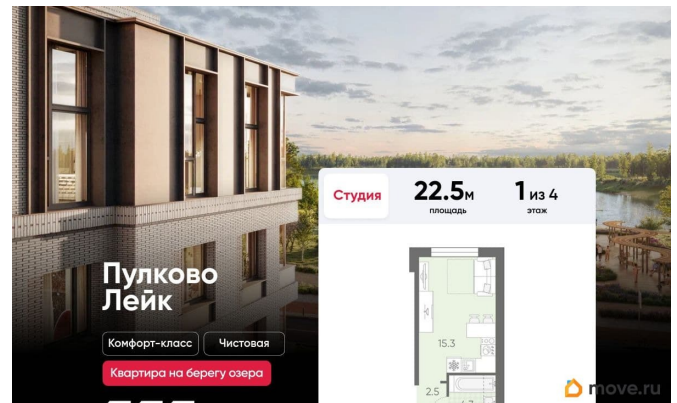 Студия
22.5м
площадь
1 из 4
этаж
Пулково
Лейк
Комфорт-класс
Чистовая
Квартира на берегу озера
15.3
2.5
move.ru